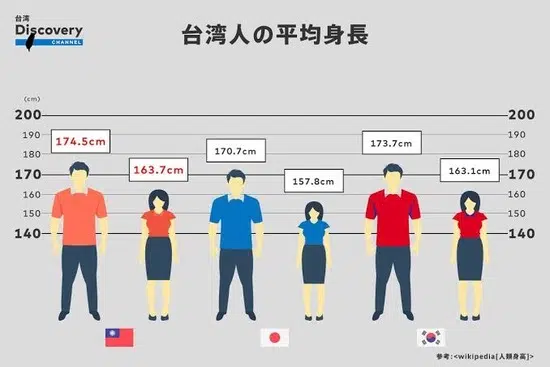 台湾
Discovery
CHANNEL
台湾人の平均身長
(cm)
200
200
190
190
180
180
170
170
160
160
150
150
140
140
174.5cm
163.7cm
170.7cm
157.8cm
173.7cm
163.1cm
参考:<wikipedia[人類身高]>